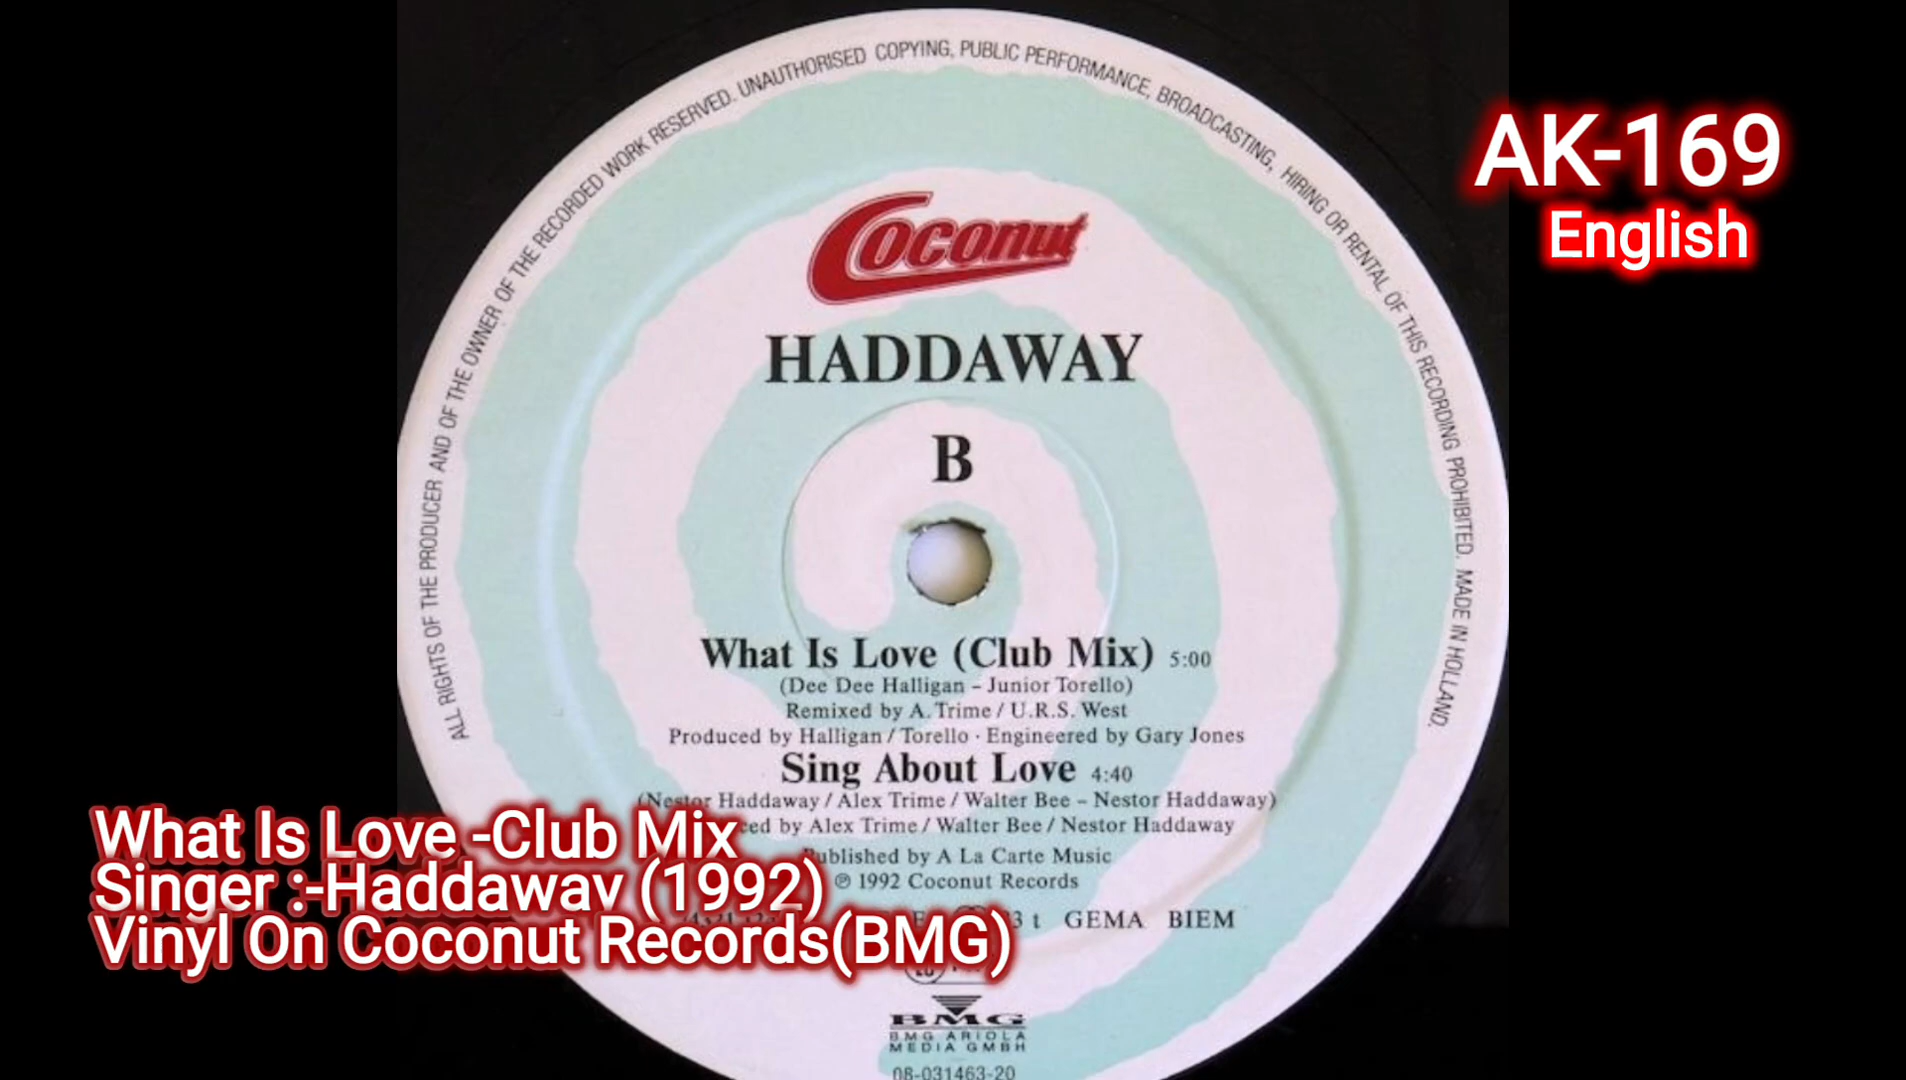 ALL RIGHTS OF THE PRODUCER AND OF THE OWNER OF THE RECORDED WORK RESERVED. UNAUTHORISED COPYING, PUBLIC PERFORMANCE, BROADCASTING, HIRING OR RENTAL OF THIS RECORDING PROHIBITED. MADE IN HOLLAND.
AK-169
English
Coconut
HADDAWAY
B
What Is Love (Club Mix) 5:00
(Dee Dee Halligan – Junior Torello)
Remixed by A. Trime / U.R.S. West
Produced by Halligan / Torello · Engineered by Gary Jones
Sing About Love 4:40
(Nestor Haddaway / Alex Trime / Walter Bee – Nestor Haddaway)
by Alex Trime / Walter Bee / Nestor Haddaway
Published by A La Carte Music
℗ 1992 Coconut Records
GEMA BIEM
What Is Love -Club Mix
Singer :-Haddaway (1992)
Vinyl On Coconut Records(BMG)
BMG
BMG ARIOLA
MEDIA GMBH
08-031463-20